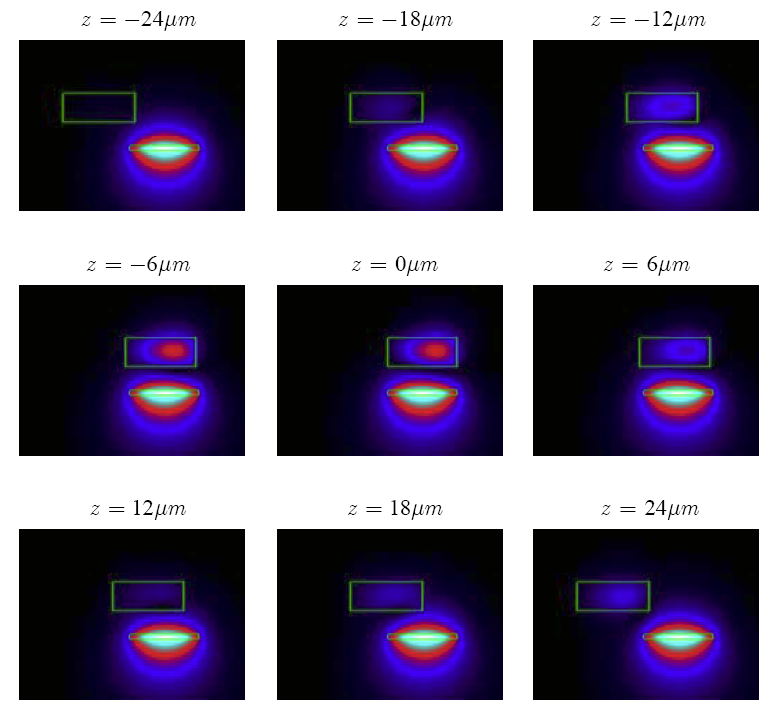 z = −24μm
z = −18μm
z = −12μm
z = −6μm
z = 0μm
z = 6μm
z = 12μm
z = 18μm
z = 24μm